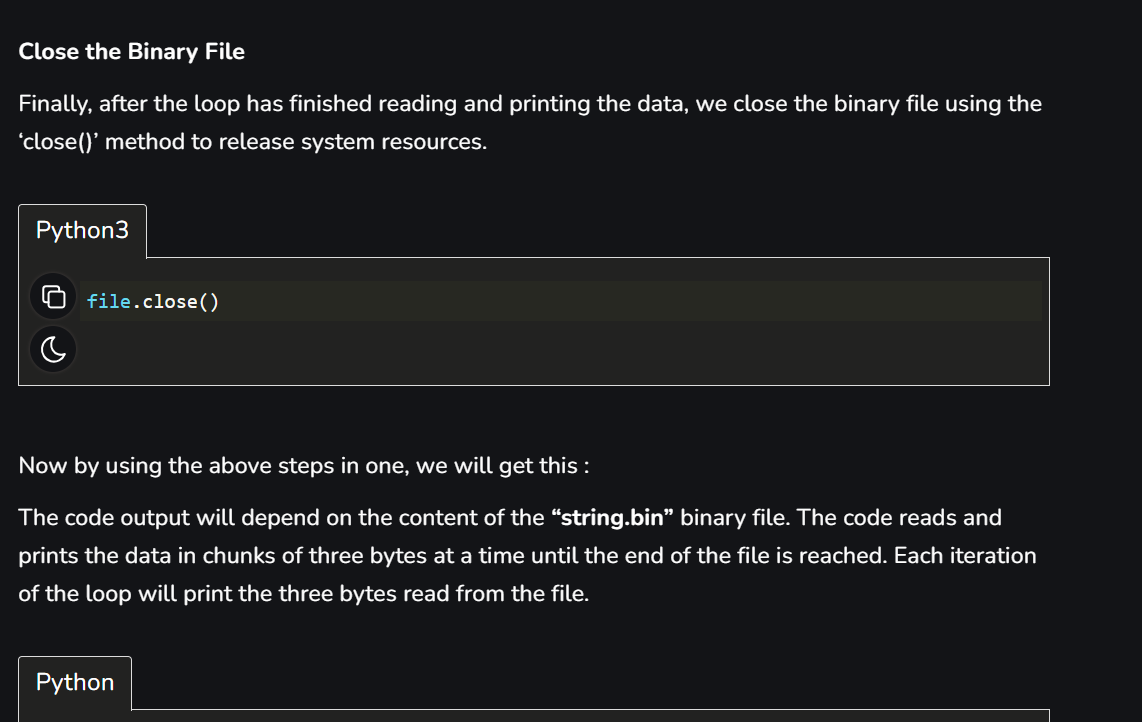 Close the Binary File
Finally, after the loop has finished reading and printing the data, we close the binary file using the
‘close()’ method to release system resources.
Python3
file.close()
Now by using the above steps in one, we will get this :
The code output will depend on the content of the “string.bin” binary file. The code reads and
prints the data in chunks of three bytes at a time until the end of the file is reached. Each iteration
of the loop will print the three bytes read from the file.
Python